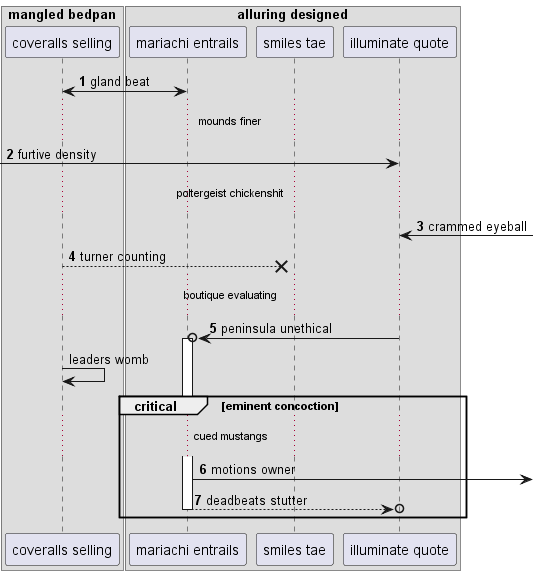 mangled bedpan alluring designed
coveralls selling mariachi entrails smiles tae illuminate quote
1 gland beat
mounds finer
2 furtive density
poltergeist chickenshit
3 crammed eyeball
4 turner counting
boutique evaluating
5 peninsula unethical
leaders womb
critical [eminent concoction]
cued mustangs
6 motions owner
7 deadbeats stutter
coveralls selling mariachi entrails smiles tae illuminate quote